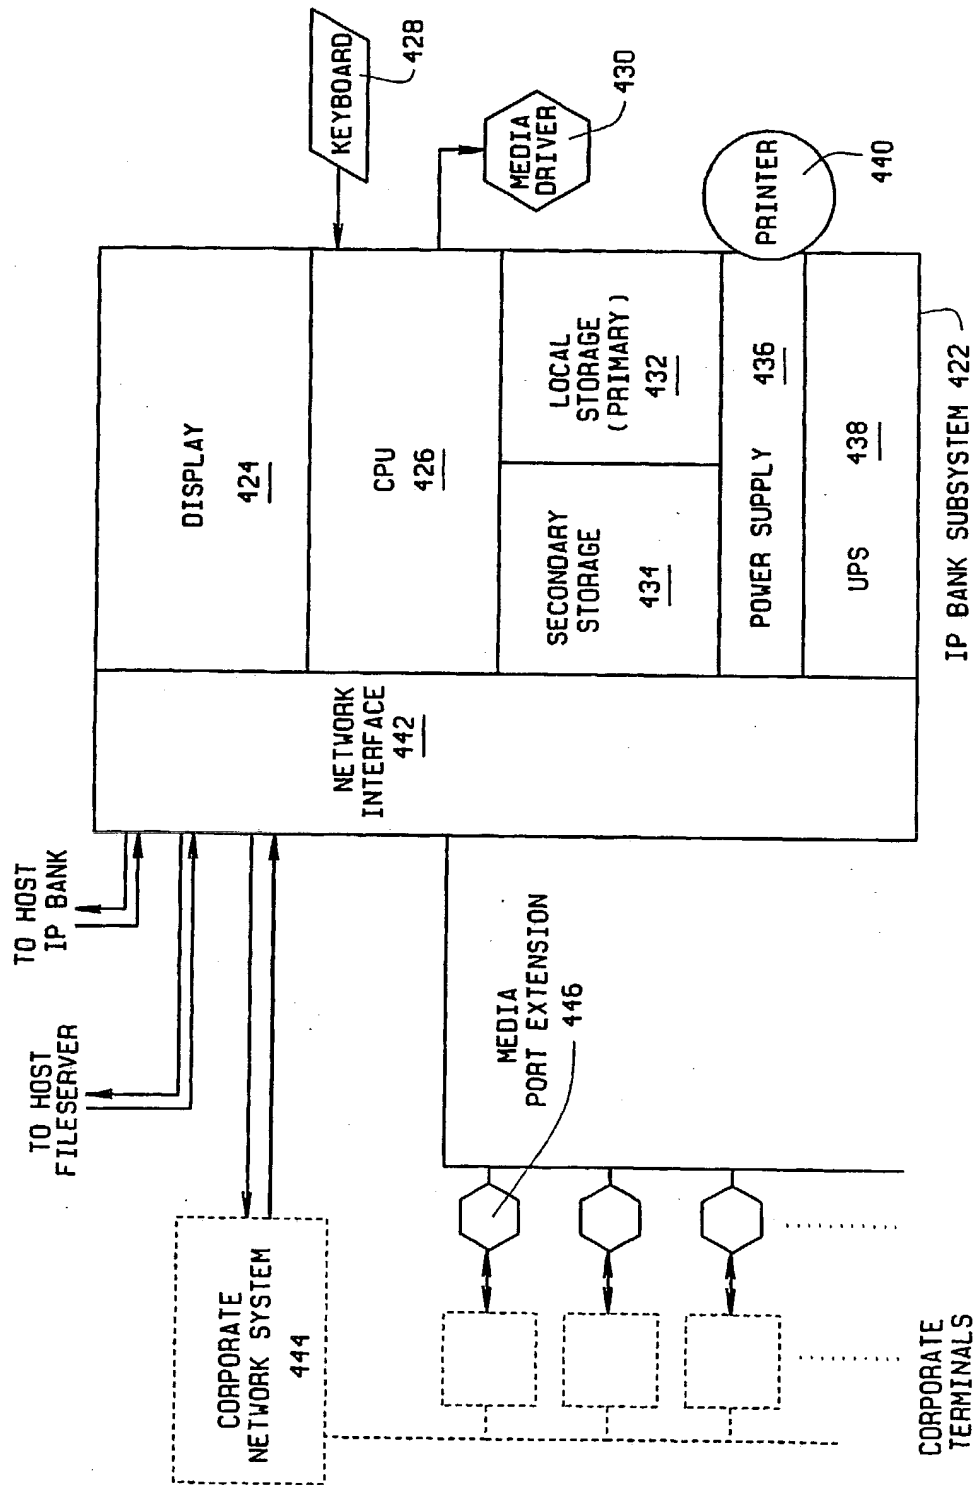 TO HOST
IP BANK
TO HOST
FILESERVER
CORPORATE
NETWORK SYSTEM
444
NETWORK
INTERFACE
442
DISPLAY
424
CPU
426
SECONDARY
STORAGE
434
LOCAL
STORAGE
(PRIMARY)
432
POWER SUPPLY 436
UPS 438
KEYBOARD
428
MEDIA
DRIVER
430
PRINTER
440
MEDIA
PORT EXTENSION
446
CORPORATE
TERMINALS
IP BANK SUBSYSTEM 422